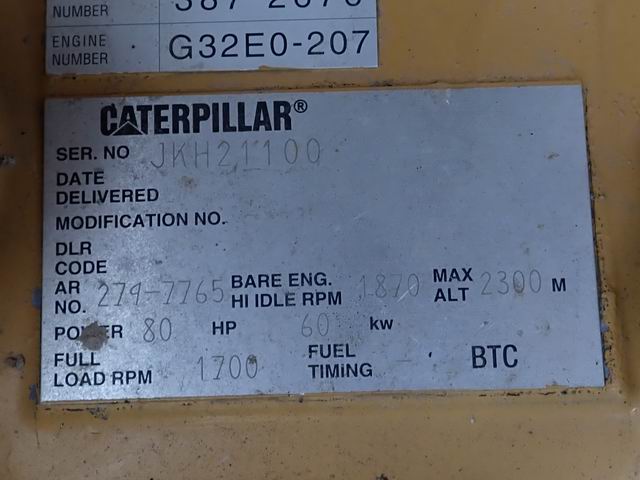 NUMBER
ENGINE NUMBER G32E0-207
CATERPILLAR®
SER. NO JKH21100
DATE DELIVERED
MODIFICATION NO.
DLR CODE
AR NO. 279-7765 BARE ENG. HI IDLE RPM 1870 MAX ALT 2300 M
POWER 80 HP 60 kw
FULL LOAD RPM 1700 FUEL TIMING - BTC